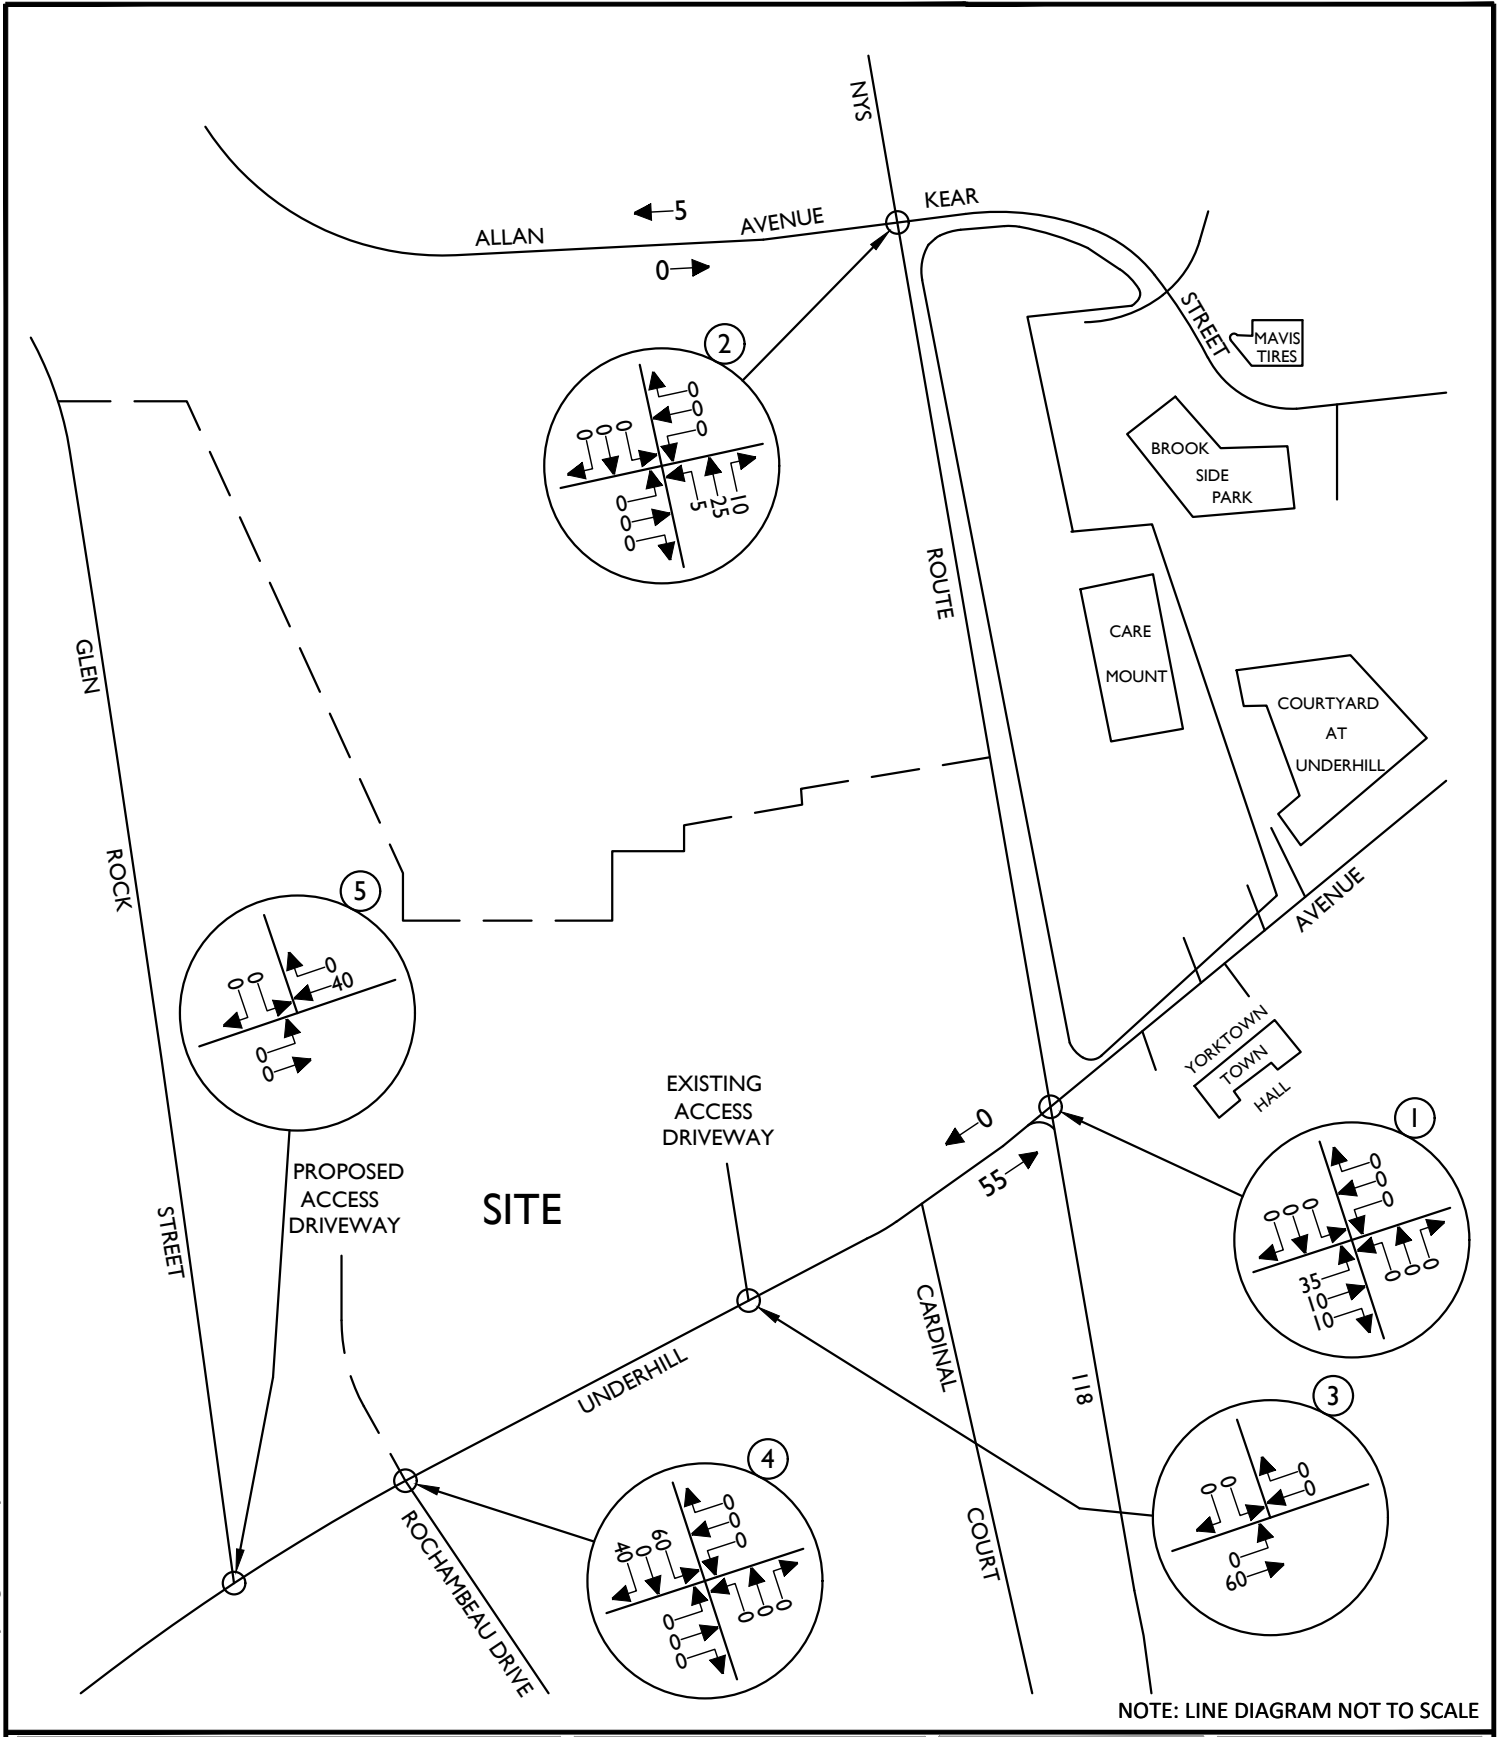 NYS
KEAR
5
ALLAN
AVENUE
0
STREET
MAVIS
TIRES
2
0
0
0
0 0 0
0
0
0
5
25
10
BROOK
SIDE
PARK
ROUTE
CARE
MOUNT
GLEN
COURTYARD
AT
UNDERHILL
ROCK
AVENUE
5
0
40
0 0
0
0
YORKTOWN
TOWN
HALL
EXISTING
ACCESS
DRIVEWAY
0
55
1
0
0
0
0 0 0
35
10
10
0 0 0
PROPOSED
ACCESS
DRIVEWAY
SITE
STREET
CARDINAL
UNDERHILL
118
3
0
0
0 0
0
60
4
0
0
0
40 0 60
0
0
0
0 0 0
COURT
ROCHAMBEAU DRIVE
NOTE: LINE DIAGRAM NOT TO SCALE